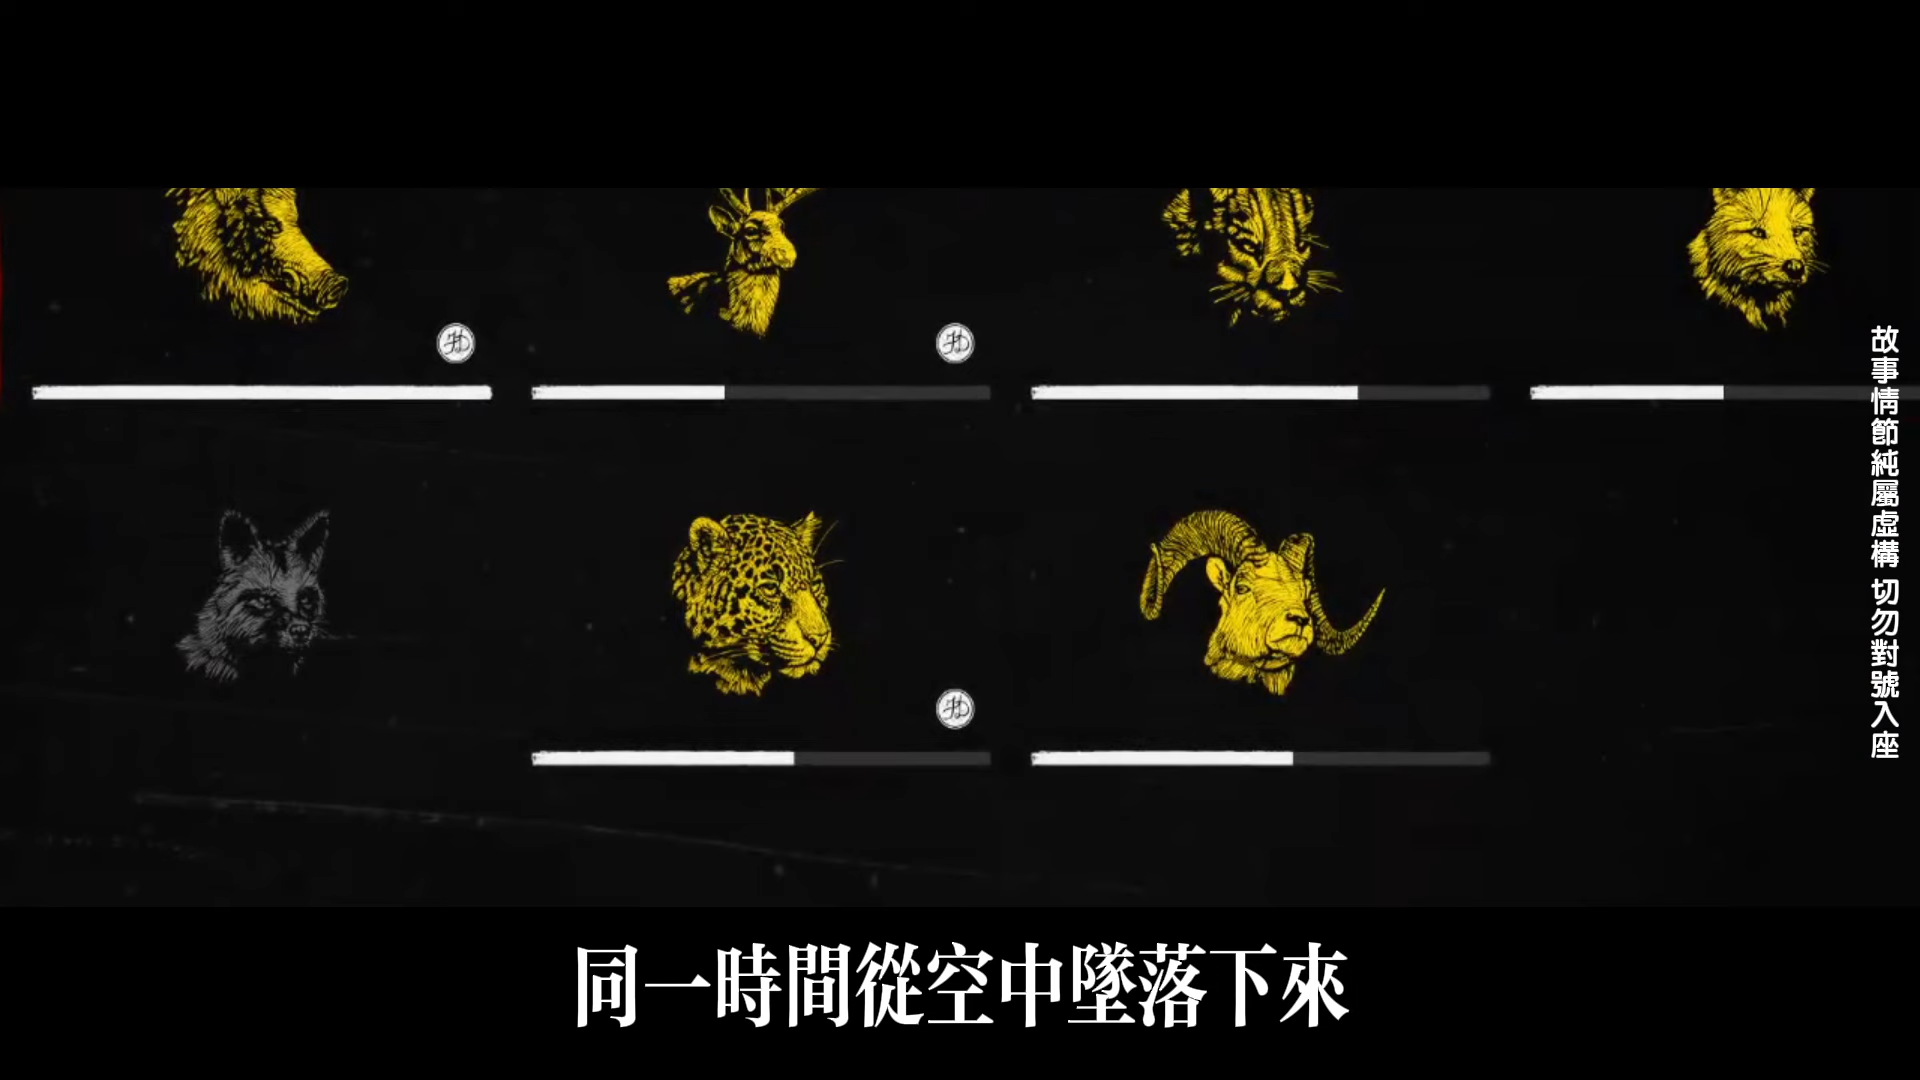 故事情節純屬虛構 切勿對號入座
同一時間從空中墜落下來